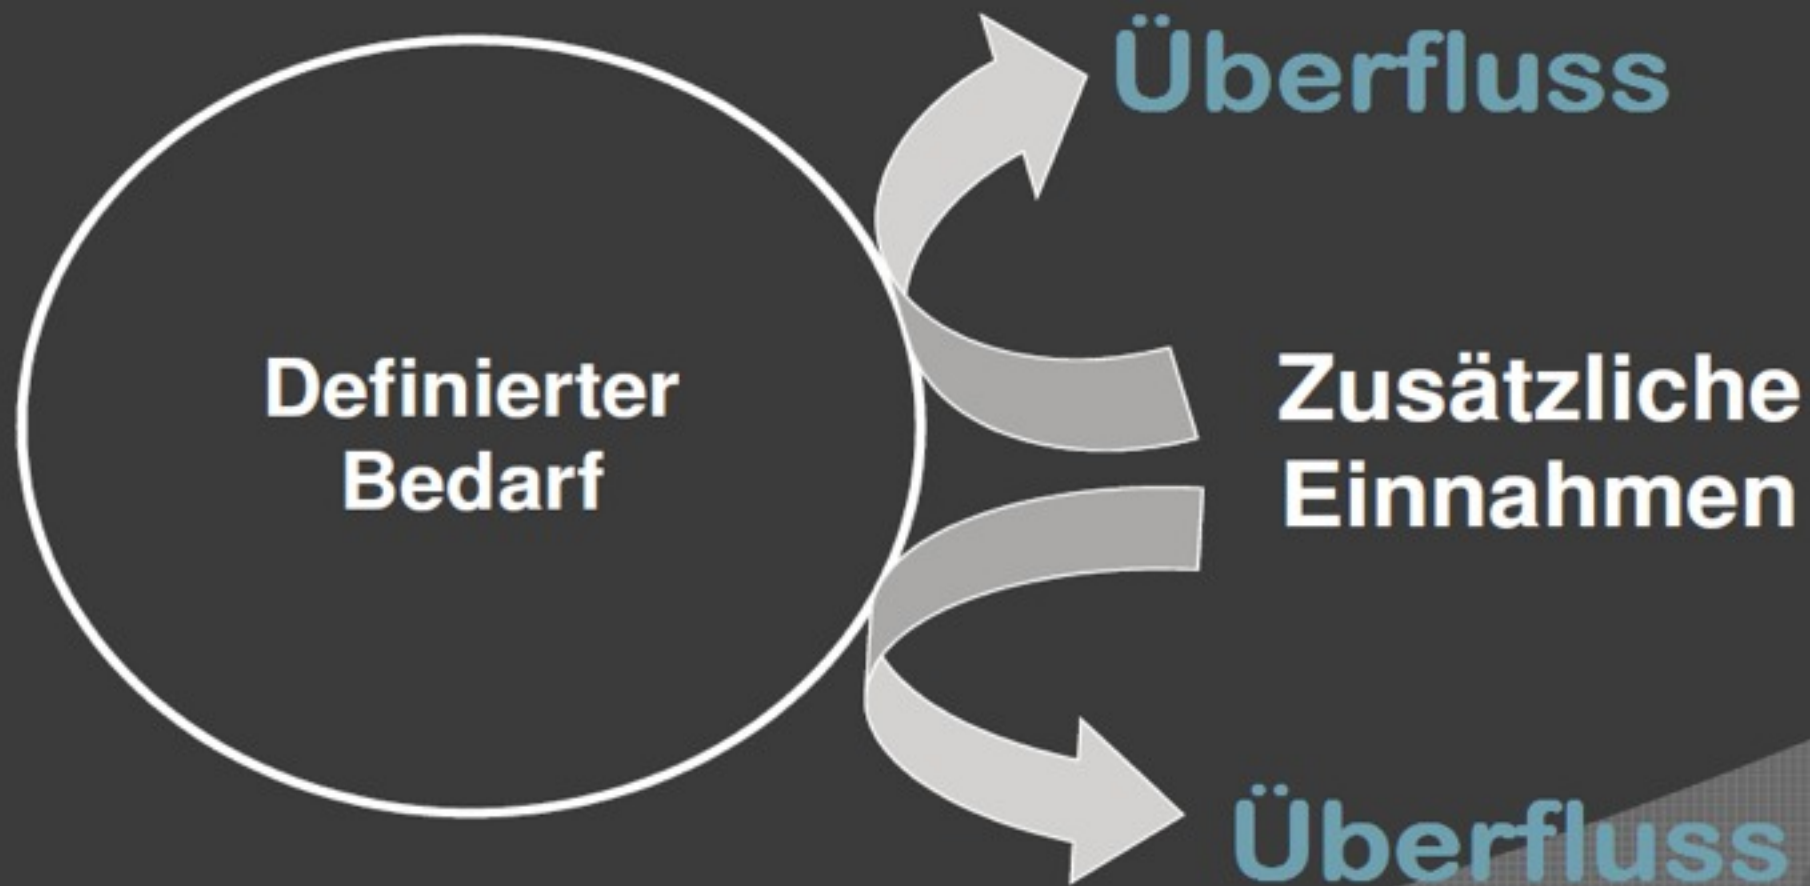 Überfluss
Definierter
Bedarf
Zusätzliche
Einnahmen
Überfluss